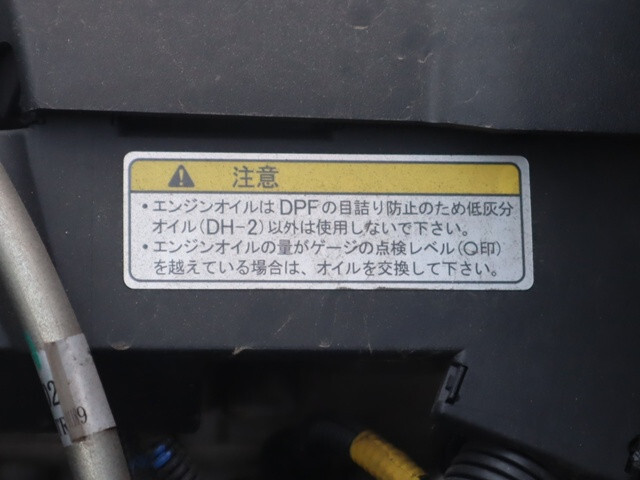 注意
・エンジンオイルはDPFの目詰り防止のため低灰分
オイル(DH-2)以外は使用しないで下さい。
・エンジンオイルの量がゲージの点検レベル(O印)
を越えている場合は、オイルを交換して下さい。
02
09